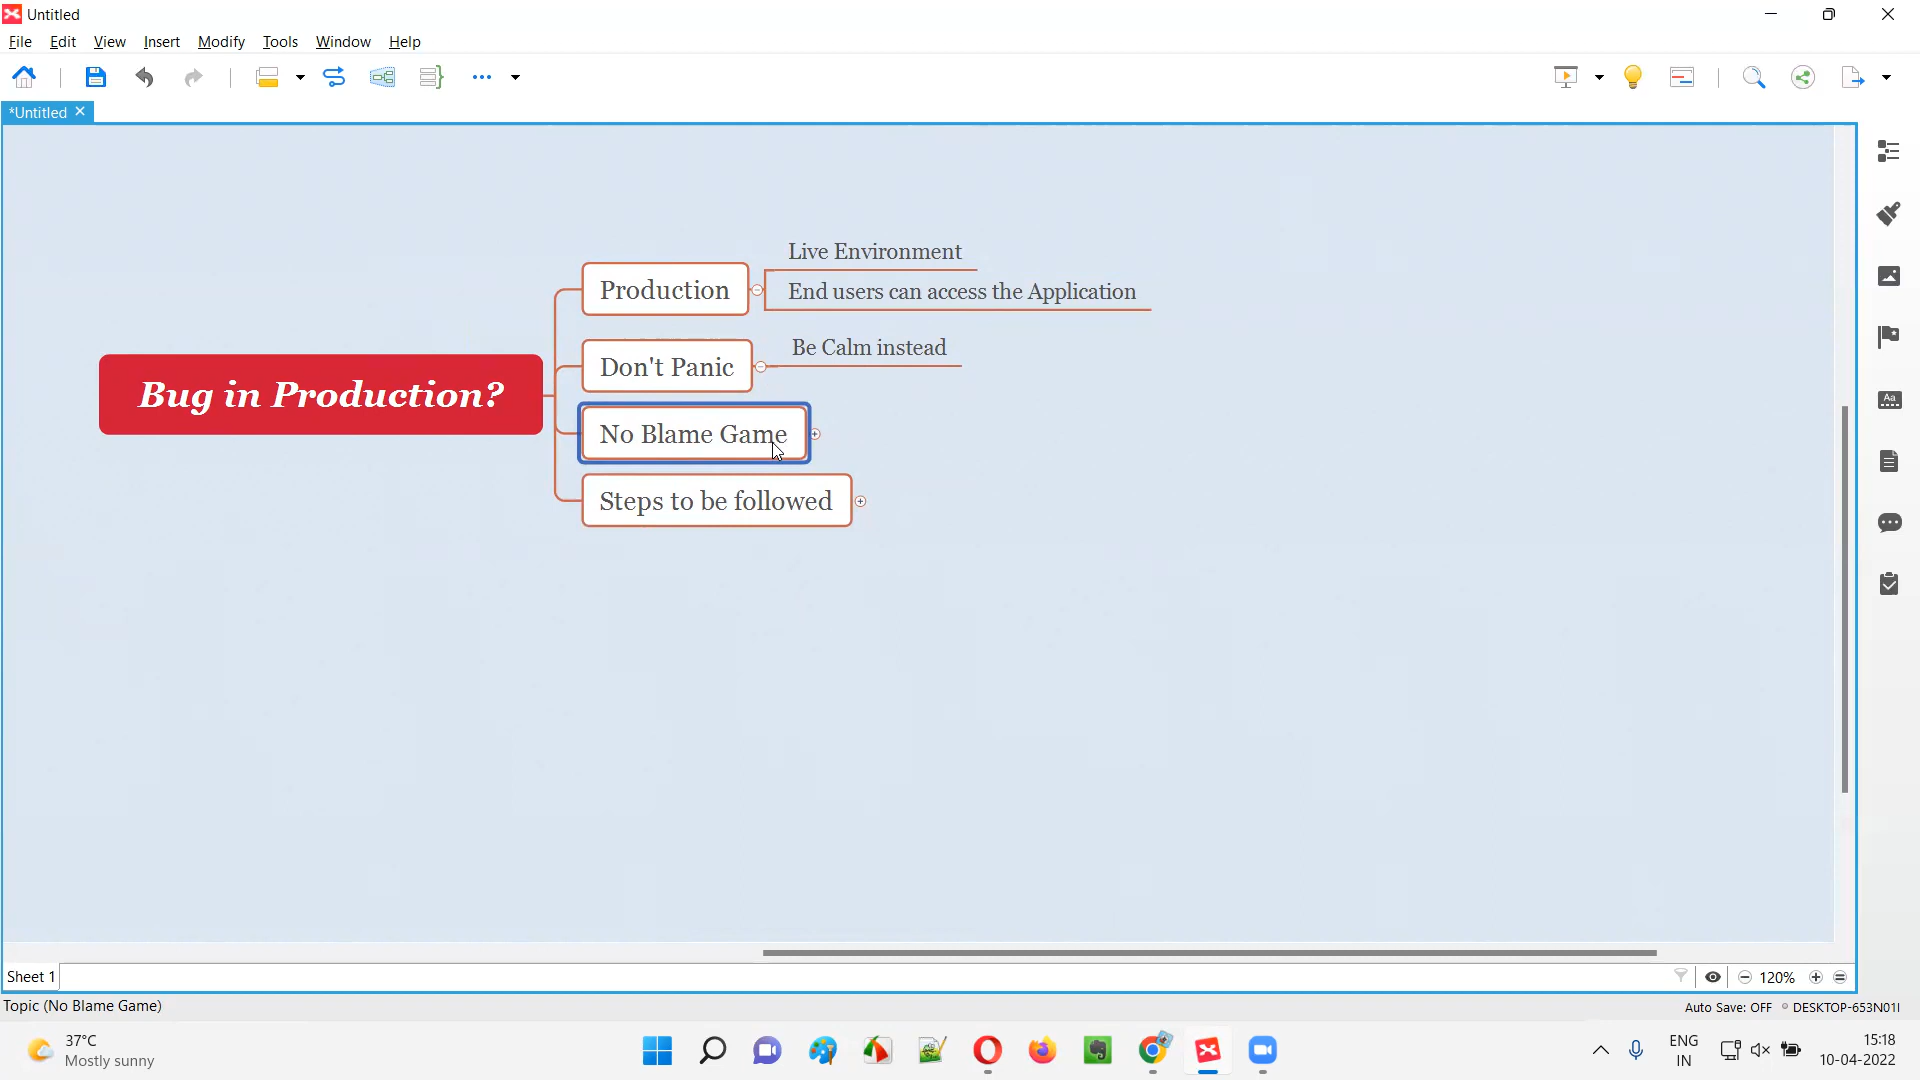 Untitled
File Edit View Insert Modify Tools Window Help
*Untitled
Live Environment
Production
End users can access the Application
Be Calm instead
Don't Panic
Bug in Production?
No Blame Game
Steps to be followed
Sheet 1
120%
Topic (No Blame Game)
Auto Save: OFF
DESKTOP-653N01I
37°C
Mostly sunny
ENG
IN
15:18
10-04-2022
Aa